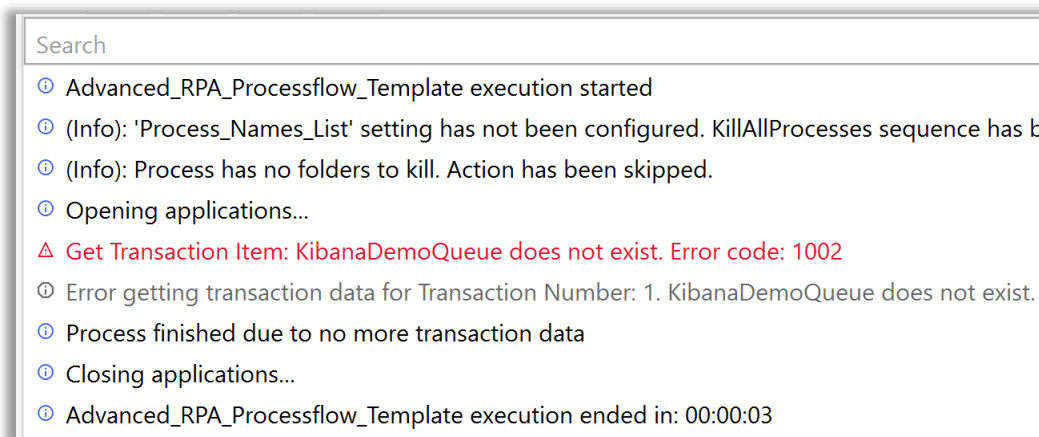 Search
Advanced_RPA_Processflow_Template execution started
(Info): 'Process_Names_List' setting has not been configured. KillAllProcesses sequence has
(Info): Process has no folders to kill. Action has been skipped.
Opening applications...
Get Transaction Item: KibanaDemoQueue does not exist. Error code: 1002
Error getting transaction data for Transaction Number: 1. KibanaDemoQueue does not exist.
Process finished due to no more transaction data
Closing applications...
Advanced_RPA_Processflow_Template execution ended in: 00:00:03